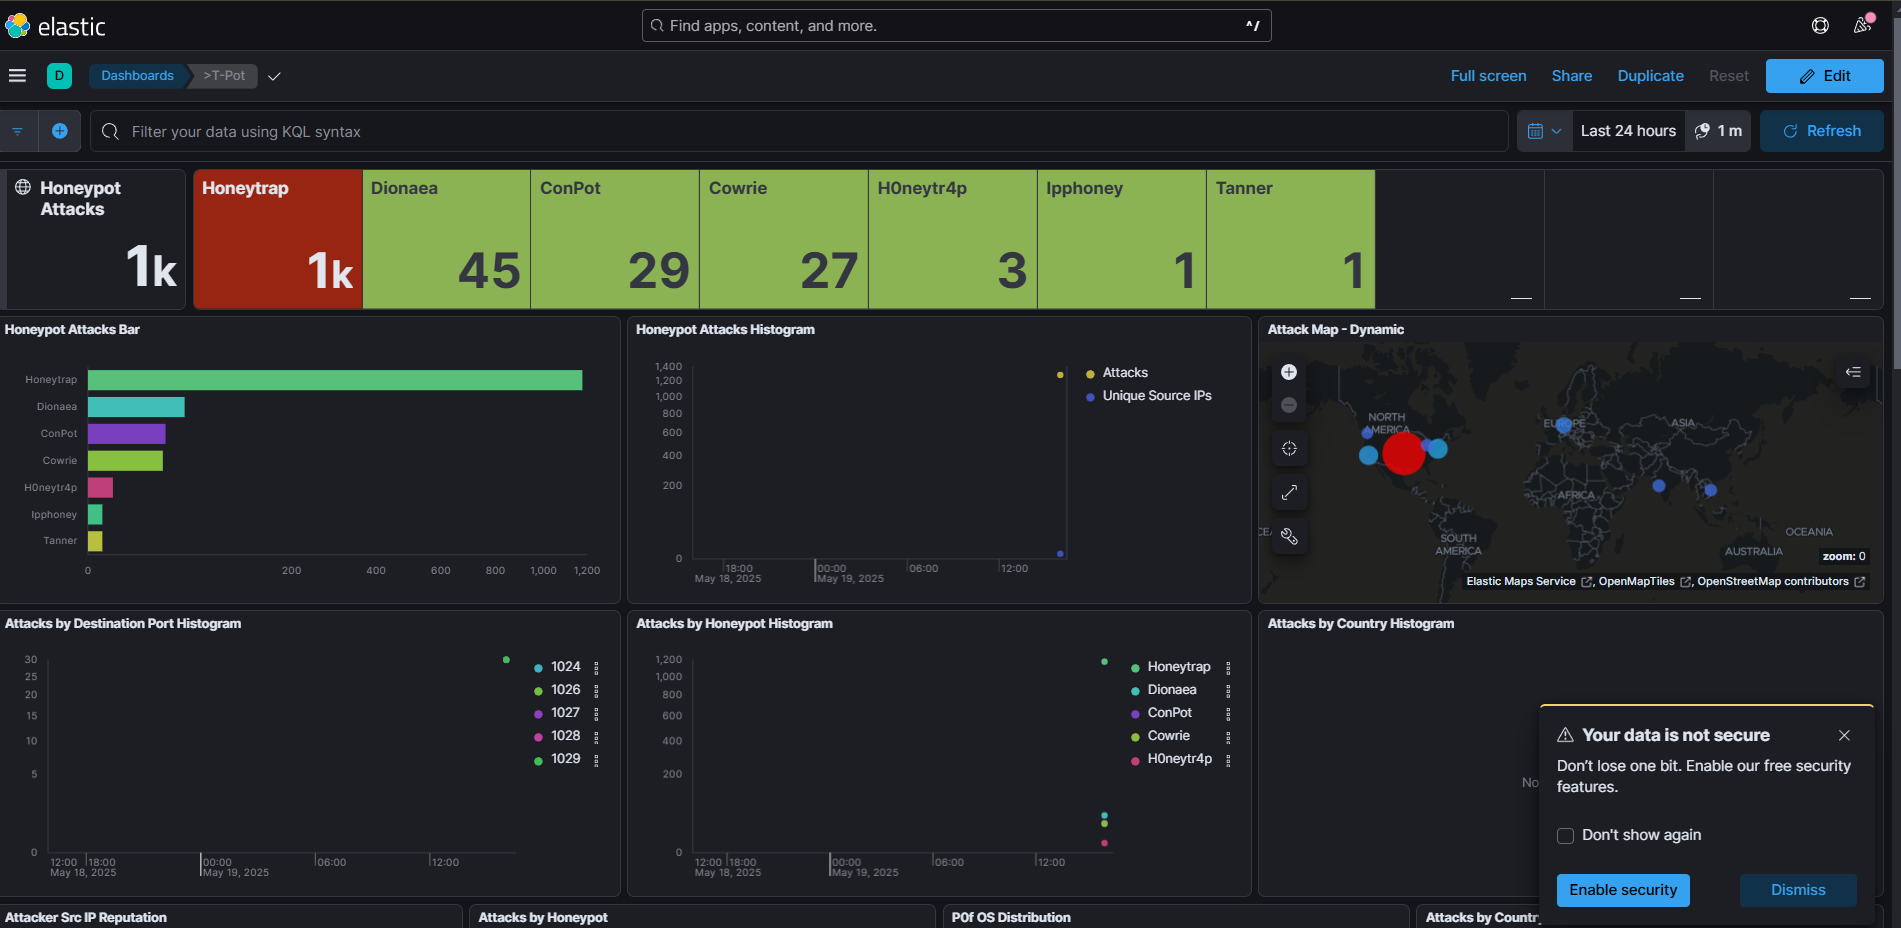 elastic
Find apps, content, and more.
^/
D
Dashboards
>T-Pot
Full screen
Share
Duplicate
Reset
Edit
Filter your data using KQL syntax
Last 24 hours
1 m
Refresh
Honeypot
Attacks
1k
Honeytrap
1k
Dionaea
45
ConPot
29
Cowrie
27
H0neytr4p
3
Ipphoney
1
Tanner
1
Honeypot Attacks Bar
Honeytrap
Dionaea
ConPot
Cowrie
H0neytr4p
Ipphoney
Tanner
0 200 400 600 800 1,000 1,200
Honeypot Attacks Histogram
1,400
1,200
1,000
800
600
400
200
0
18:00 00:00 06:00 12:00
May 18, 2025 May 19, 2025
Attacks
Unique Source IPs
Attack Map - Dynamic
NORTH
AMERICA
EUROPE
ASIA
AFRICA
SOUTH
AMERICA
OCEANIA
AUSTRALIA
zoom: 0
Elastic Maps Service , OpenMapTiles , OpenStreetMap contributors
Attacks by Destination Port Histogram
30
25
20
15
10
5
0
12:00 18:00 00:00 06:00 12:00
May 18, 2025 May 19, 2025
1024
1026
1027
1028
1029
Attacks by Honeypot Histogram
1,200
1,000
800
600
400
200
0
12:00 18:00 00:00 06:00 12:00
May 18, 2025 May 19, 2025
Honeytrap
Dionaea
ConPot
Cowrie
H0neytr4p
Attacks by Country Histogram
No
Your data is not secure
Don't lose one bit. Enable our free security
features.
Don't show again
Enable security
Dismiss
Attacker Src IP Reputation
Attacks by Honeypot
P0f OS Distribution
Attacks by Country